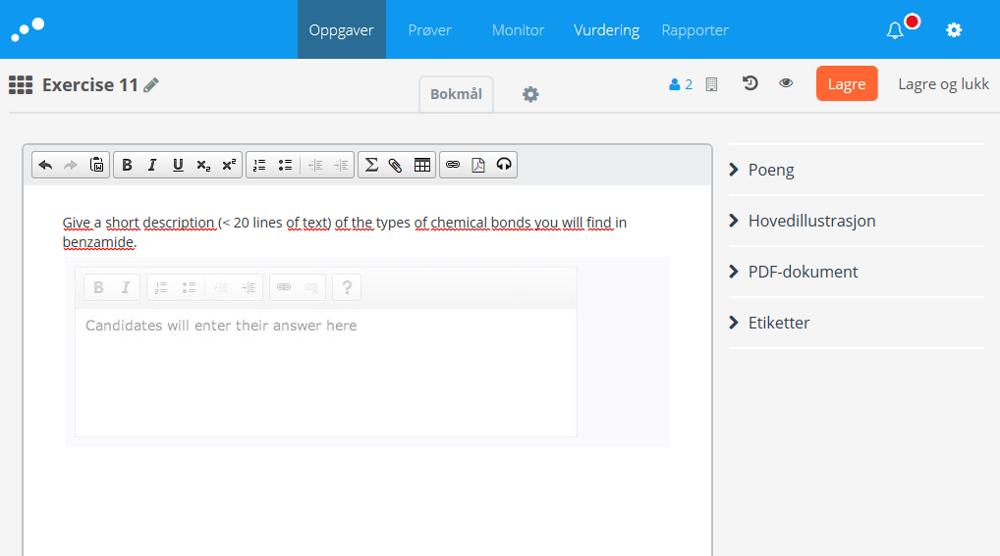 Oppgaver Prøver Monitor Vurdering Rapporter
Exercise 11
Bokmål
2
Lagre
Lagre og lukk
B I U x₂ x²
Σ
Give a short description (< 20 lines of text) of the types of chemical bonds you will find in
benzamide.
B I ?
Candidates will enter their answer here
Poeng
Hovedillustrasjon
PDF-dokument
Etiketter